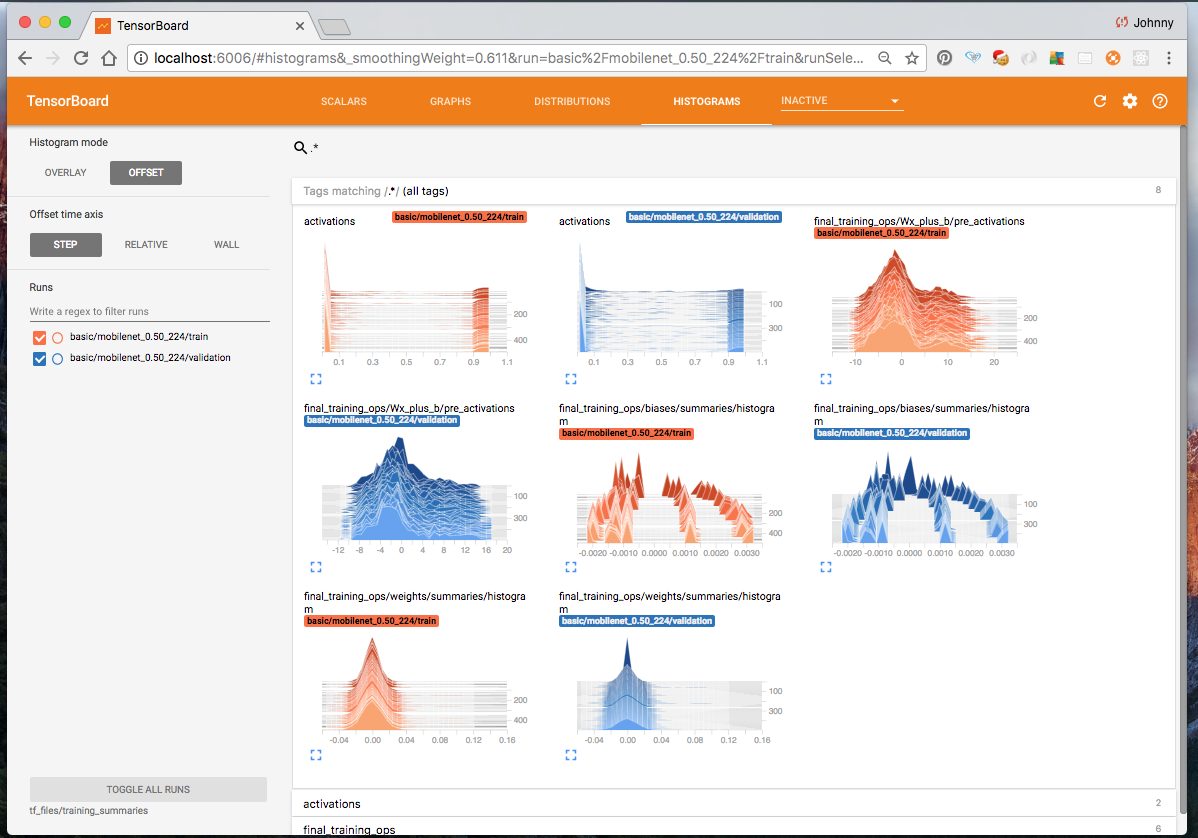 TensorBoard
Johnny
localhost:6006/#histograms&_smoothingWeight=0.611&run=basic%2Fmobilenet_0.50_224%2Ftrain&runSele...
TensorBoard
SCALARS
GRAPHS
DISTRIBUTIONS
HISTOGRAMS
INACTIVE
Histogram mode
OVERLAY
OFFSET
Offset time axis
STEP
RELATIVE
WALL
Runs
Write a regex to filter runs
basic/mobilenet_0.50_224/train
basic/mobilenet_0.50_224/validation
TOGGLE ALL RUNS
tf_files/training_summaries
.*
Tags matching /.*/ (all tags)
8
activations
basic/mobilenet_0.50_224/train
200
400
0.1 0.3 0.5 0.7 0.9 1.1
activations
basic/mobilenet_0.50_224/validation
100
300
0.1 0.3 0.5 0.7 0.9 1.1
final_training_ops/Wx_plus_b/pre_activations
basic/mobilenet_0.50_224/train
200
400
-10 0 10 20
final_training_ops/Wx_plus_b/pre_activations
basic/mobilenet_0.50_224/validation
100
300
-12 -8 -4 0 4 8 12 16 20
final_training_ops/biases/summaries/histogra
m
basic/mobilenet_0.50_224/train
200
400
-0.0020 -0.0010 0.0000 0.0010 0.0020 0.0030
final_training_ops/biases/summaries/histogra
m
basic/mobilenet_0.50_224/validation
100
300
-0.0020 -0.0010 0.0000 0.0010 0.0020 0.0030
final_training_ops/weights/summaries/histogra
m
basic/mobilenet_0.50_224/train
200
400
-0.04 0.00 0.04 0.08 0.12 0.16
final_training_ops/weights/summaries/histogra
m
basic/mobilenet_0.50_224/validation
100
300
-0.04 0.00 0.04 0.08 0.12 0.16
activations
2
final_training_ops
6